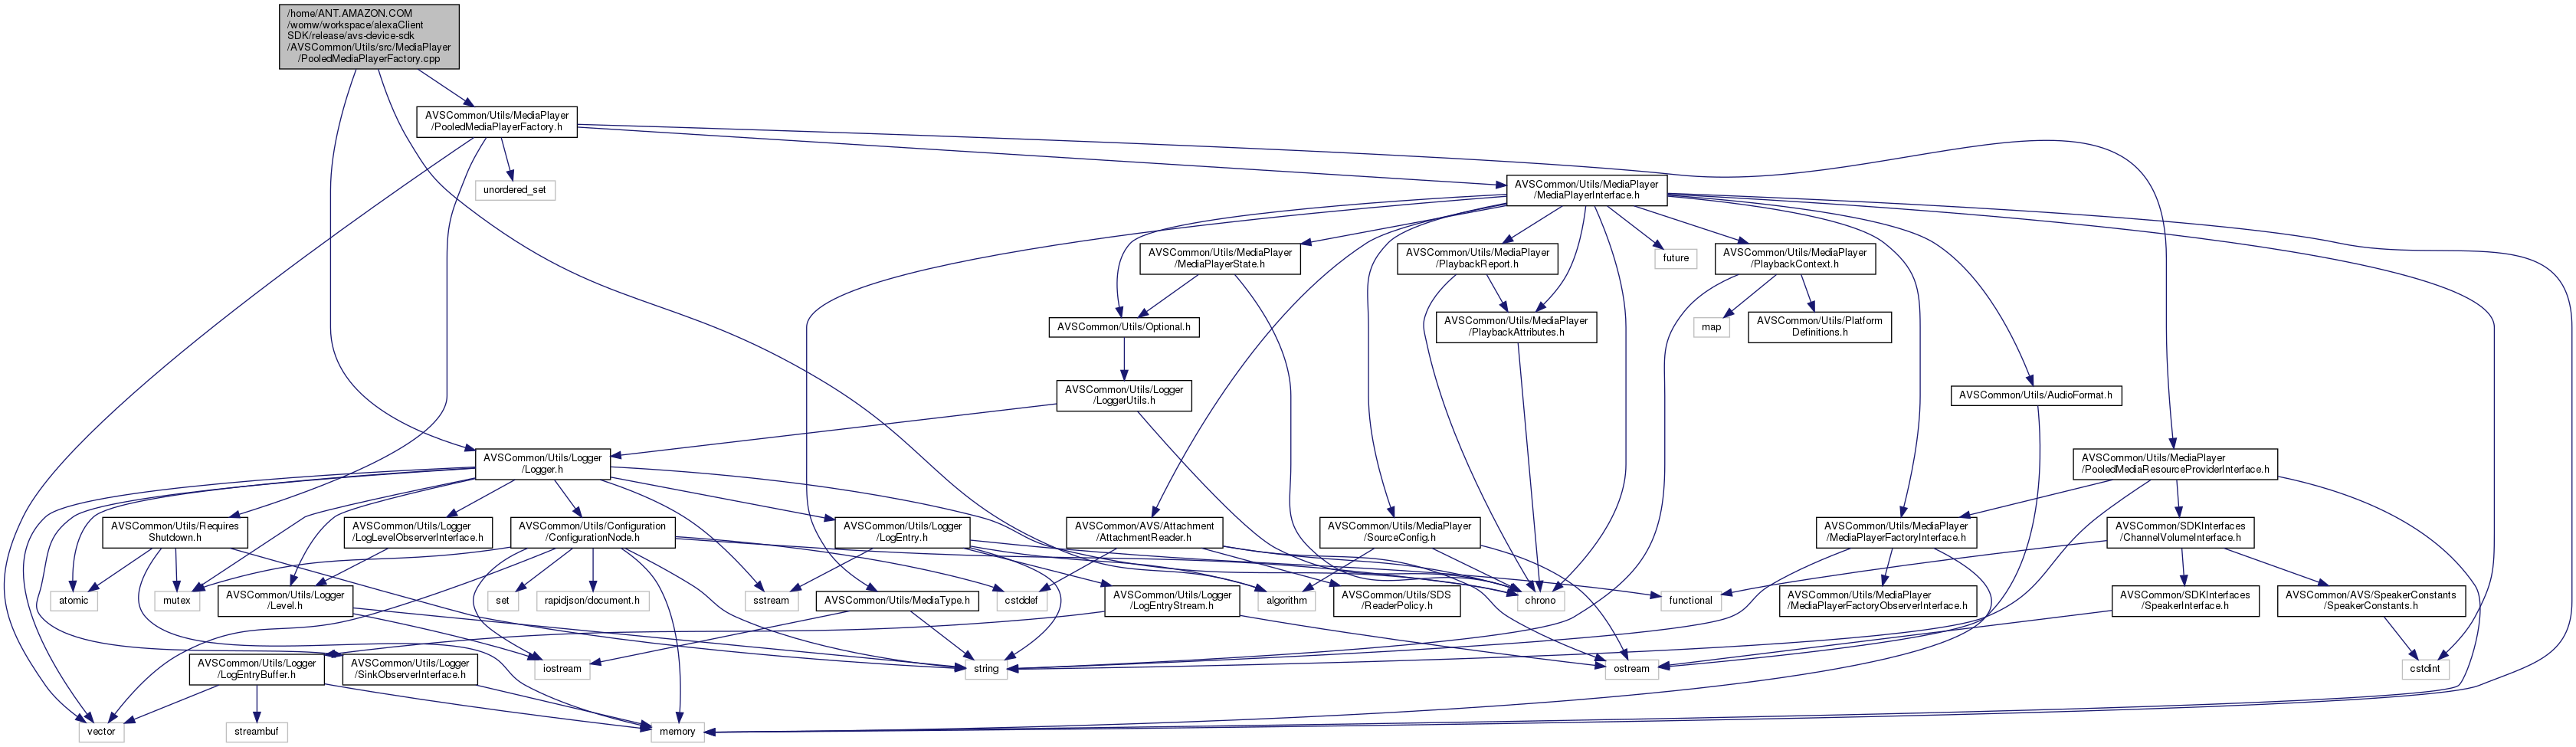 /home/ANT.AMAZON.COM
/womw/workspace/alexaClient
SDK/release/avs-device-sdk
/AVSCommon/Utils/src/MediaPlayer
/PooledMediaPlayerFactory.cpp
AVSCommon/Utils/MediaPlayer
/PooledMediaPlayerFactory.h
unordered_set
AVSCommon/Utils/MediaPlayer
/MediaPlayerInterface.h
AVSCommon/Utils/MediaPlayer
/MediaPlayerState.h
AVSCommon/Utils/MediaPlayer
/PlaybackReport.h
future
AVSCommon/Utils/MediaPlayer
/PlaybackContext.h
AVSCommon/Utils/Optional.h
AVSCommon/Utils/MediaPlayer
/PlaybackAttributes.h
map
AVSCommon/Utils/Platform
Definitions.h
AVSCommon/Utils/Logger
/LoggerUtils.h
AVSCommon/Utils/AudioFormat.h
AVSCommon/Utils/Logger
/Logger.h
AVSCommon/Utils/MediaPlayer
/PooledMediaResourceProviderInterface.h
AVSCommon/Utils/Requires
Shutdown.h
AVSCommon/Utils/Logger
/LogLevelObserverInterface.h
AVSCommon/Utils/Configuration
/ConfigurationNode.h
AVSCommon/Utils/Logger
/LogEntry.h
AVSCommon/AVS/Attachment
/AttachmentReader.h
AVSCommon/Utils/MediaPlayer
/SourceConfig.h
AVSCommon/Utils/MediaPlayer
/MediaPlayerFactoryInterface.h
AVSCommon/SDKInterfaces
/ChannelVolumeInterface.h
atomic
mutex
AVSCommon/Utils/Logger
/Level.h
set
rapidjson/document.h
sstream
AVSCommon/Utils/MediaType.h
cstddef
AVSCommon/Utils/Logger
/LogEntryStream.h
algorithm
AVSCommon/Utils/SDS
/ReaderPolicy.h
chrono
functional
AVSCommon/Utils/MediaPlayer
/MediaPlayerFactoryObserverInterface.h
AVSCommon/SDKInterfaces
/SpeakerInterface.h
AVSCommon/AVS/SpeakerConstants
/SpeakerConstants.h
AVSCommon/Utils/Logger
/LogEntryBuffer.h
AVSCommon/Utils/Logger
/SinkObserverInterface.h
iostream
string
ostream
cstdint
vector
streambuf
memory